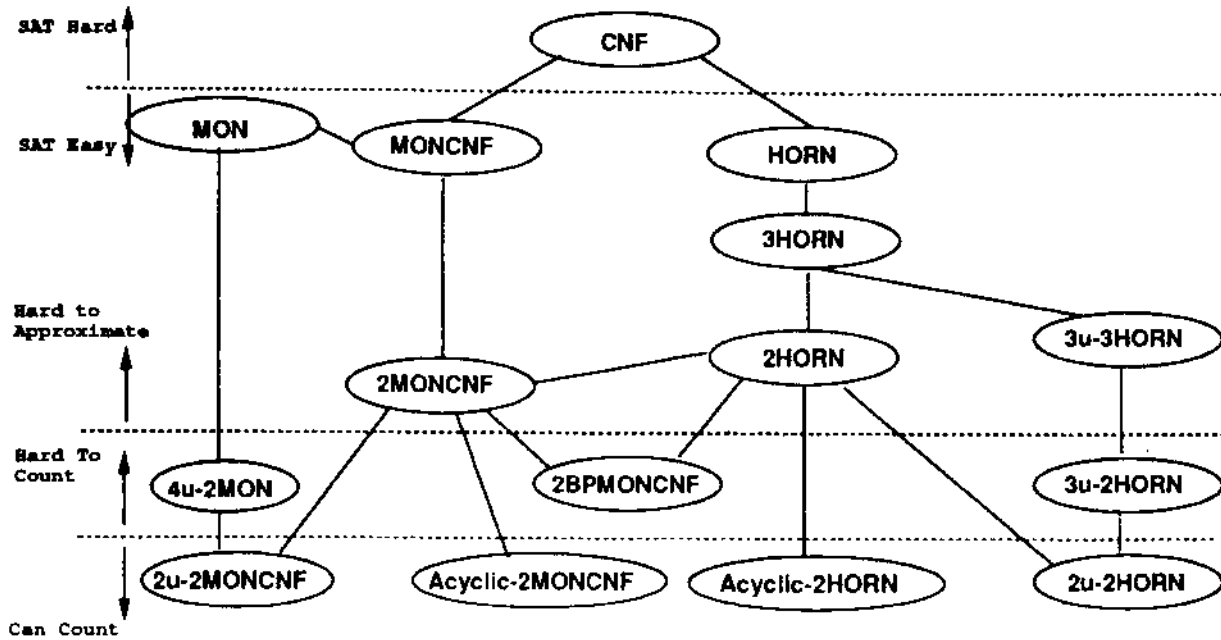 SAT Hard
CNF
MON
SAT Easy
MONCNF
HORN
3HORN
Hard to
Approximate
3u-3HORN
2HORN
2MONCNF
Hard To
Count
4u-2MON
2BPMONCNF
3u-2HORN
2u-2MONCNF
Acyclic-2MONCNF
Acyclic-2HORN
2u-2HORN
Can Count